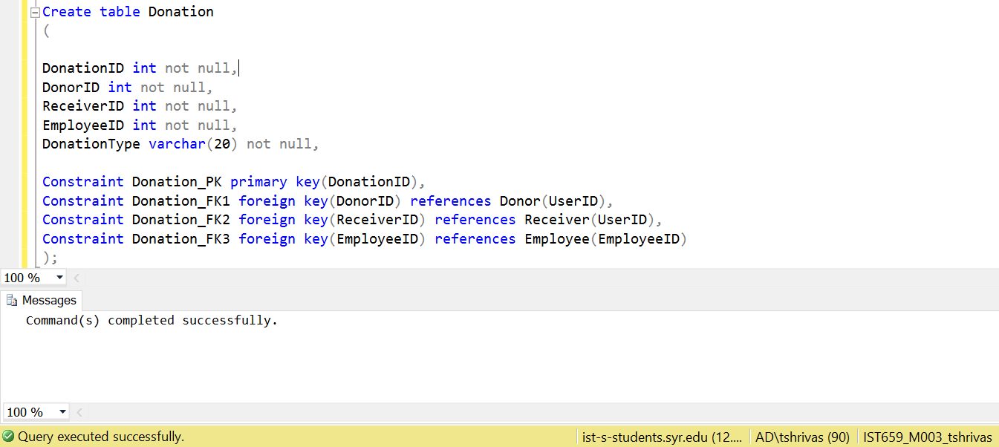 Create table Donation
(
DonationID int not null,
DonorID int not null,
ReceiverID int not null,
EmployeeID int not null,
DonationType varchar(20) not null,
Constraint Donation_PK primary key(DonationID),
Constraint Donation_FK1 foreign key(DonorID) references Donor(UserID),
Constraint Donation_FK2 foreign key(ReceiverID) references Receiver(UserID),
Constraint Donation_FK3 foreign key(EmployeeID) references Employee(EmployeeID)
);
100 %
Messages
Command(s) completed successfully.
100 %
Query executed successfully. ist-s-students.syr.edu (12.... AD\tshrivas (90) IST659_M003_tshrivas